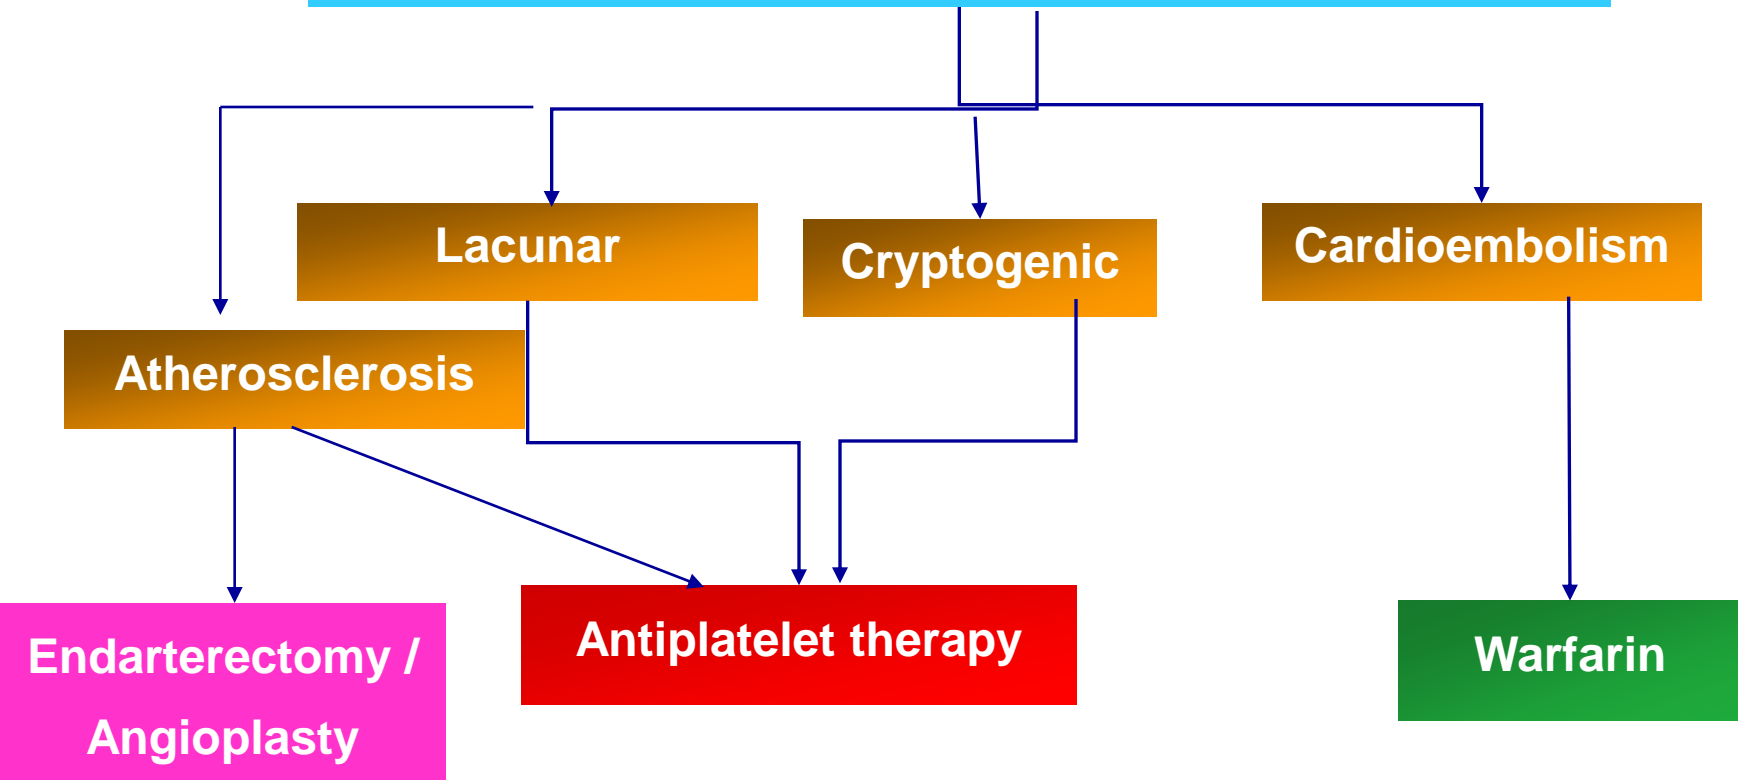 Lacunar
Cryptogenic
Cardioembolism
Atherosclerosis
Endarterectomy /
Angioplasty
Antiplatelet therapy
Warfarin